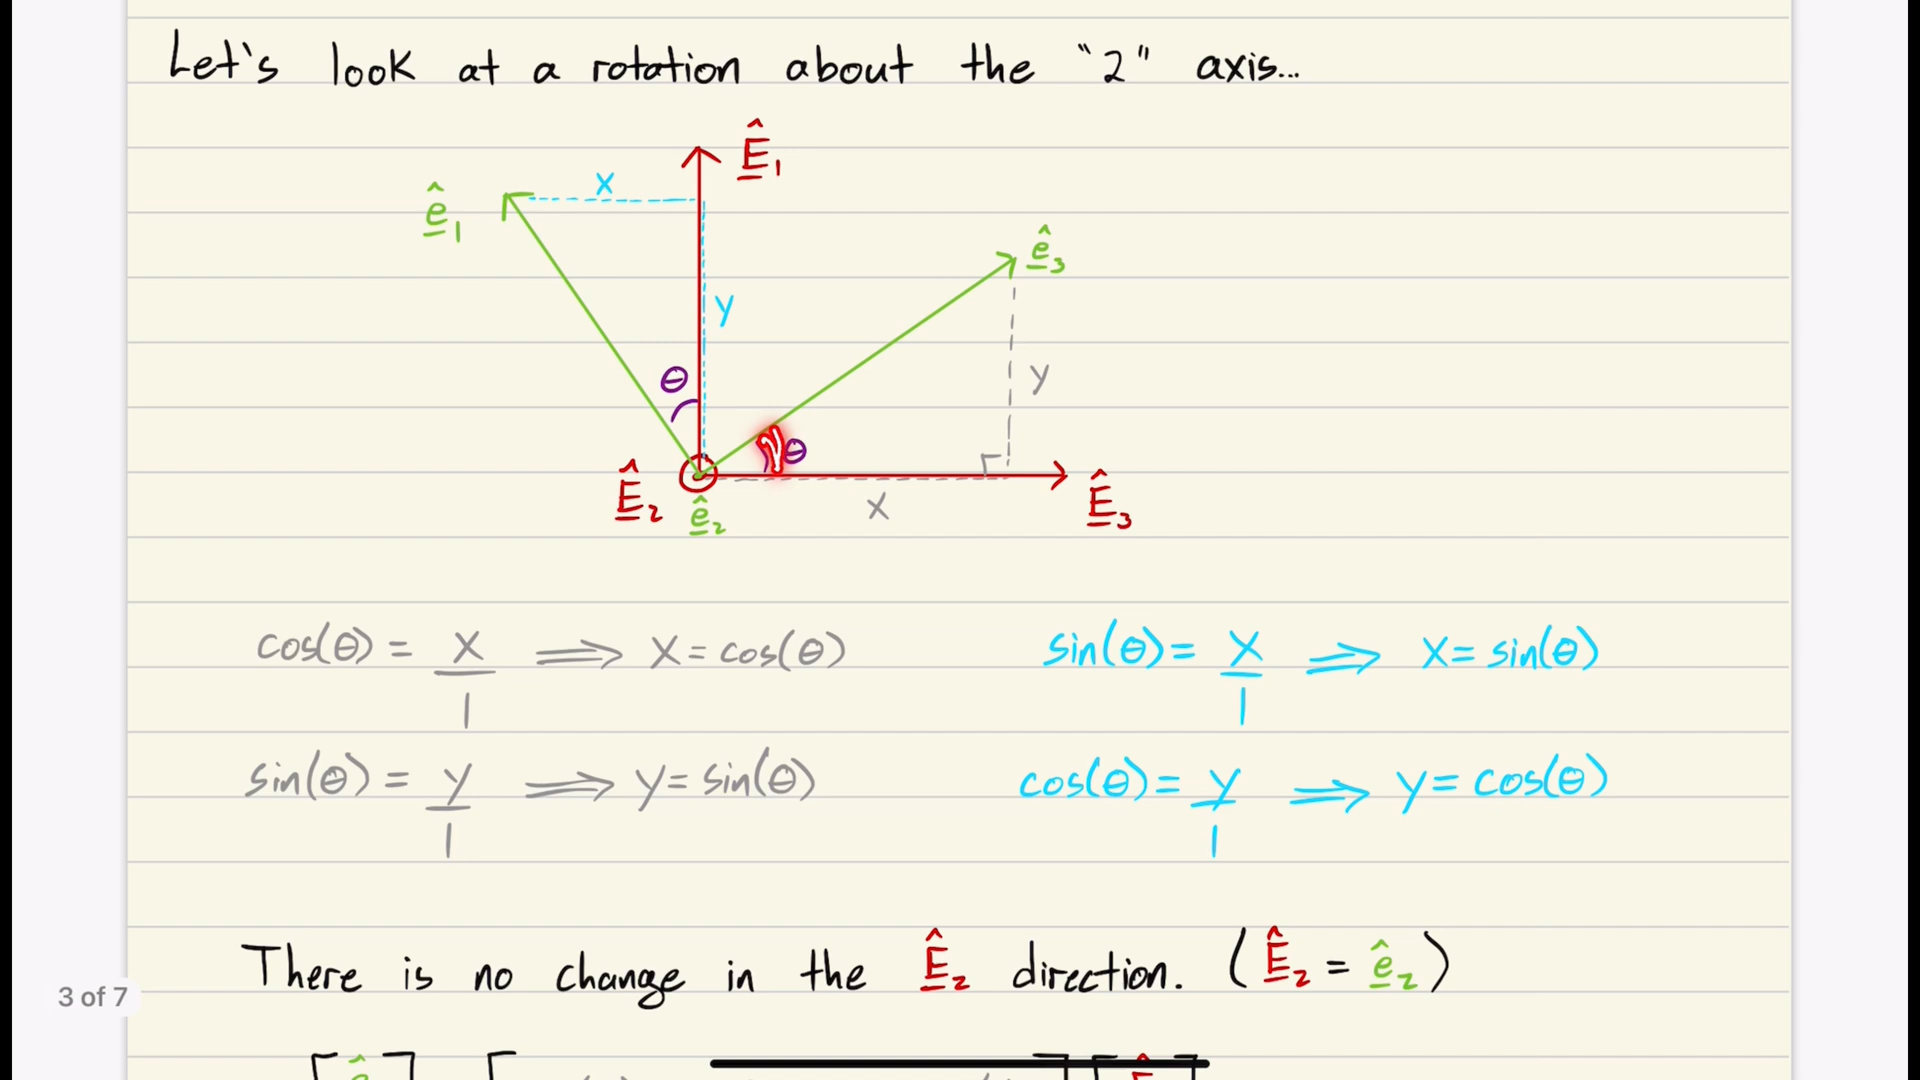 Let's look at a rotation about the "2" axis...
Ê₁
x
ê₁
ê₃
y
θ
y
θ
Ê₂
ê₂
x
Ê₃
cos(θ) = x/1 ⟹ x = cos(θ)
sin(θ) = x/1 ⟹ x = sin(θ)
sin(θ) = y/1 ⟹ y = sin(θ)
cos(θ) = y/1 ⟹ y = cos(θ)
There is no change in the Ê₂ direction. (Ê₂ = ê₂)
3 of 7